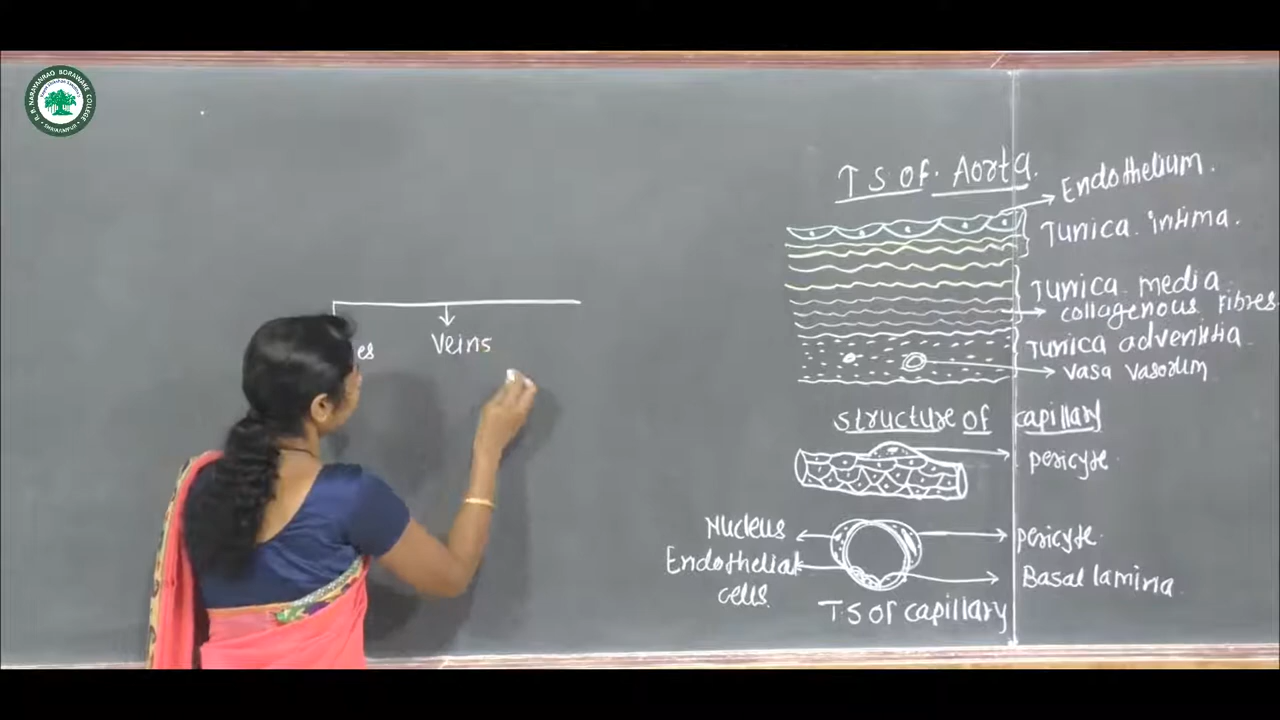 es
Veins
T S of. Aorta.
Endothelium.
Tunica. intima.
Tunica media
collagenous Fibres
Tunica adventitia
vasa vasorum
structure of capillary
pericyte
Nucleus
pericyte
Endothelial
cells.
Basal lamina
T S of capillary